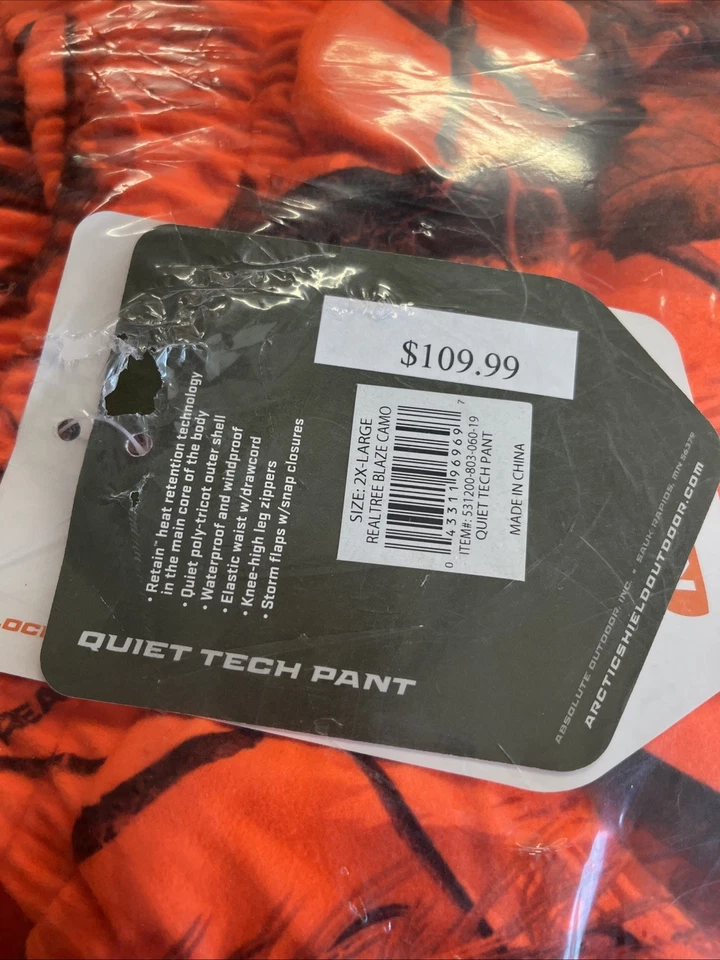 $109.99
SIZE: 2X-LARGE
REALTREE BLAZE CAMO
0 43311 96969 7
ITEM#: 531200-803-060-19
QUIET TECH PANT
MADE IN CHINA
• Retain™ heat retention technology
in the main core of the body
• Quiet poly-tricot outer shell
• Waterproof and windproof
• Elastic waist w/drawcord
• Knee-high leg zippers
• Storm flaps w/snap closures
QUIET TECH PANT
ABSOLUTE OUTDOOR, INC. • SAUK RAPIDS, MN 56379
ARCTICSHIELDOUTDOOR.COM